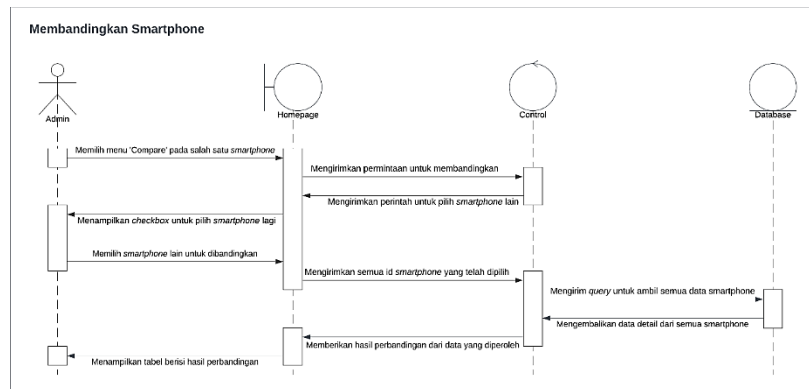 Membandingkan Smartphone
Admin
Homepage
Control
Database
Memilih menu 'Compare' pada salah satu smartphone
Mengirimkan permintaan untuk membandingkan
Mengirimkan perintah untuk pilih smartphone lain
Menampilkan checkbox untuk pilih smartphone lagi
Memilih smartphone lain untuk dibandingkan
Mengirimkan semua id smartphone yang telah dipilih
Mengirim query untuk ambil semua data smartphone
Mengembalikan data detail dari semua smartphone
Memberikan hasil perbandingan dari data yang diperoleh
Menampilkan tabel berisi hasil perbandingan